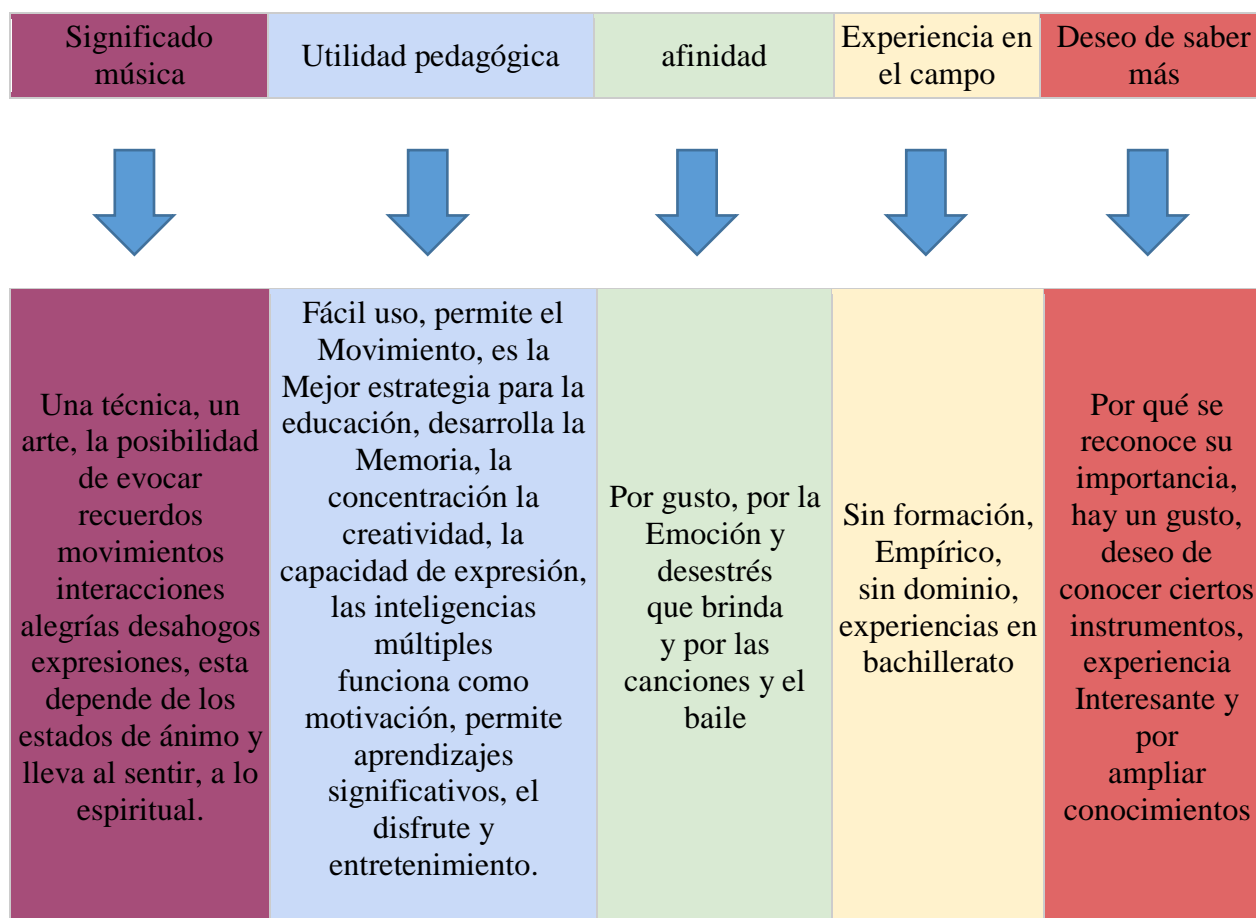 Significado
música
Utilidad pedagógica
afinidad
Experiencia en
el campo
Deseo de saber
más
Una técnica, un
arte, la posibilidad
de evocar
recuerdos
movimientos
interacciones
alegrías desahogos
expresiones, esta
depende de los
estados de ánimo y
lleva al sentir, a lo
espiritual.
Fácil uso, permite el
Movimiento, es la
Mejor estrategia para la
educación, desarrolla la
Memoria, la
concentración la
creatividad, la
capacidad de expresión,
las inteligencias
múltiples
funciona como
motivación, permite
aprendizajes
significativos, el
disfrute y
entretenimiento.
Por gusto, por la
Emoción y
desestrés
que brinda
y por las
canciones y el
baile
Sin formación,
Empírico,
sin dominio,
experiencias en
bachillerato
Por qué se
reconoce su
importancia,
hay un gusto,
deseo de
conocer ciertos
instrumentos,
experiencia
Interesante y
por
ampliar
conocimientos